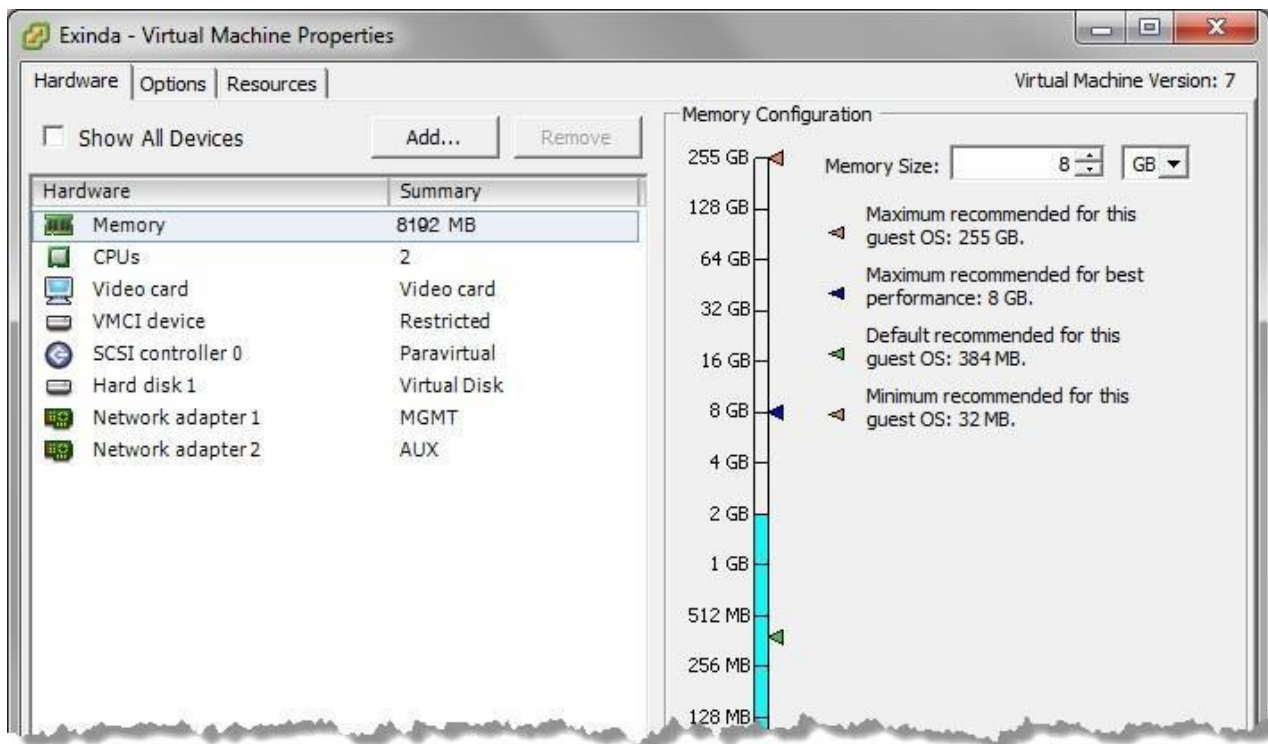 Exinda - Virtual Machine Properties
Hardware Options Resources
Virtual Machine Version: 7
Show All Devices
Add...
Remove
Hardware Summary
Memory 8192 MB
CPUs 2
Video card Video card
VMCI device Restricted
SCSI controller 0 Paravirtual
Hard disk 1 Virtual Disk
Network adapter 1 MGMT
Network adapter 2 AUX
Memory Configuration
255 GB
128 GB
64 GB
32 GB
16 GB
8 GB
4 GB
2 GB
1 GB
512 MB
256 MB
128 MB
Memory Size: 8 GB
Maximum recommended for this
guest OS: 255 GB.
Maximum recommended for best
performance: 8 GB.
Default recommended for this
guest OS: 384 MB.
Minimum recommended for this
guest OS: 32 MB.